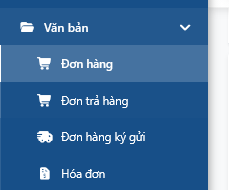 Văn bản
Đơn hàng
Đơn trả hàng
Đơn hàng ký gửi
Hóa đơn